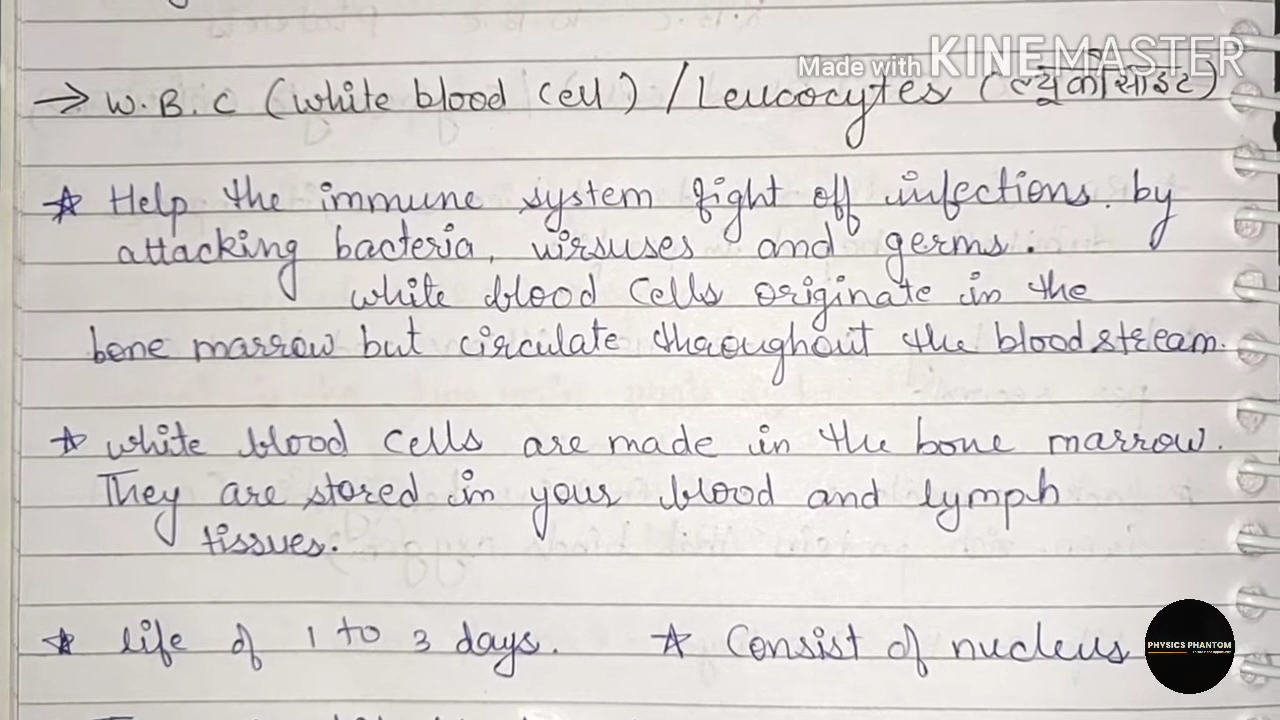 Made with KINEMASTER
→ W.B.C (White blood Cell) / Leucocytes (ल्यूकोसाइट)
☆ Help the immune system fight off infections. by
attacking bacteria, virsuses and germs.
white blood Cells originate in the
bone marrow but circulate throughout the bloodstream.
☆ white blood cells are made in the bone marrow.
They are stored in your blood and lymph
tissues.
☆ life of 1 to 3 days. ☆ Consist of nucleus
PHYSICS PHANTOM